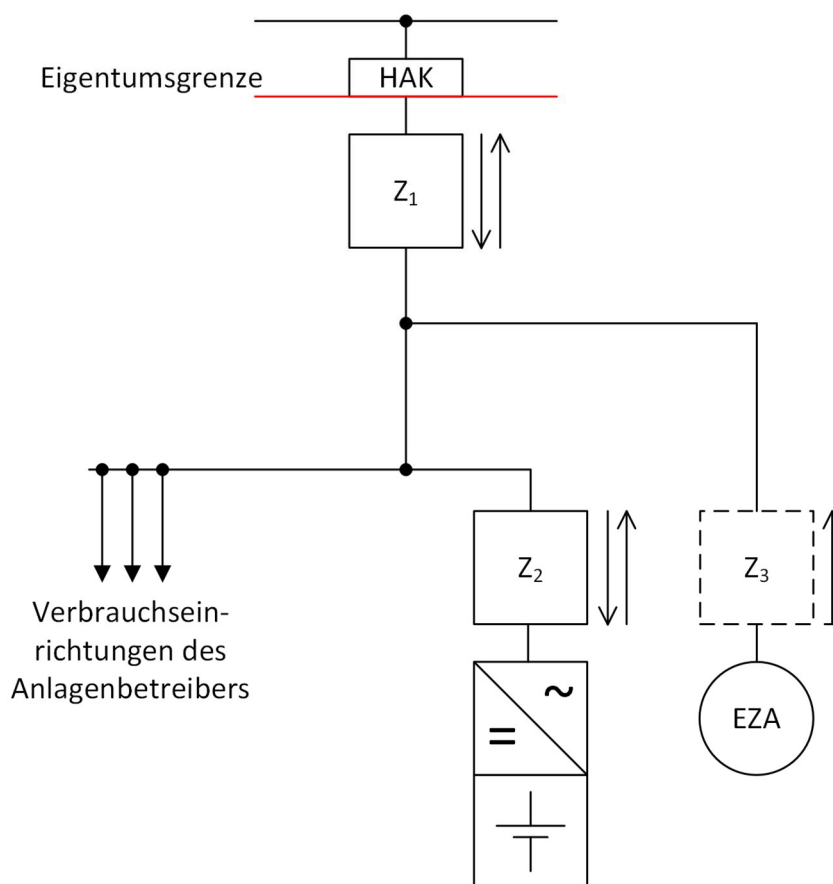 Eigentumsgrenze
HAK
Z₁
Z₂
Z₃
Verbrauchsein-
richtungen des
Anlagenbetreibers
~
=
EZA